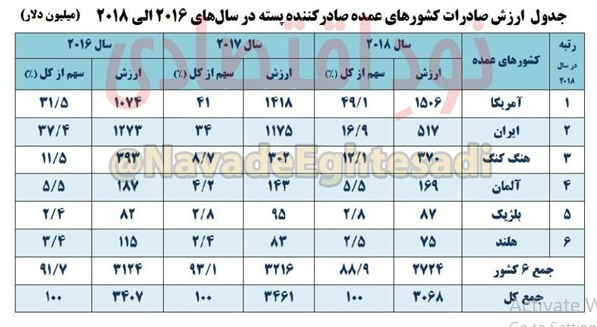 جدول ارزش صادرات کشورهای عمده صادرکننده پسته در سال‌های ۲۰۱۶ الی ۲۰۱۸ (میلیون دلار)
رتبه در سال ۲۰۱۸ کشورهای عمده سال ۲۰۱۸ سال ۲۰۱۷ سال ۲۰۱۶
ارزش سهم از کل (%) ارزش سهم از کل (%) ارزش سهم از کل (%)
۱ آمریکا ۱۵۰۶ ۴۹/۱ ۱۴۱۸ ۴۱ ۱۰۷۴ ۳۱/۵
۲ ایران ۵۱۷ ۱۶/۹ ۱۱۷۵ ۳۴ ۱۲۷۳ ۳۷/۴
۳ هنگ کنگ ۳۷۰ ۱۲/۱ ۳۰۲ ۸/۷ ۳۹۳ ۱۱/۵
۴ آلمان ۱۶۹ ۵/۵ ۱۴۳ ۴/۲ ۱۸۷ ۵/۵
۵ بلژیک ۸۷ ۲/۸ ۹۵ ۲/۸ ۸۲ ۲/۴
۶ هلند ۷۵ ۲/۵ ۸۳ ۲/۴ ۱۱۵ ۳/۴
جمع ۶ کشور ۲۷۲۴ ۸۸/۹ ۳۲۱۶ ۹۳/۱ ۳۱۲۴ ۹۱/۷
جمع کل ۳۰۶۸ ۱۰۰ ۳۴۶۱ ۱۰۰ ۳۴۰۷ ۱۰۰
@NavadeEghtesadi
Activate W
Go to Setting